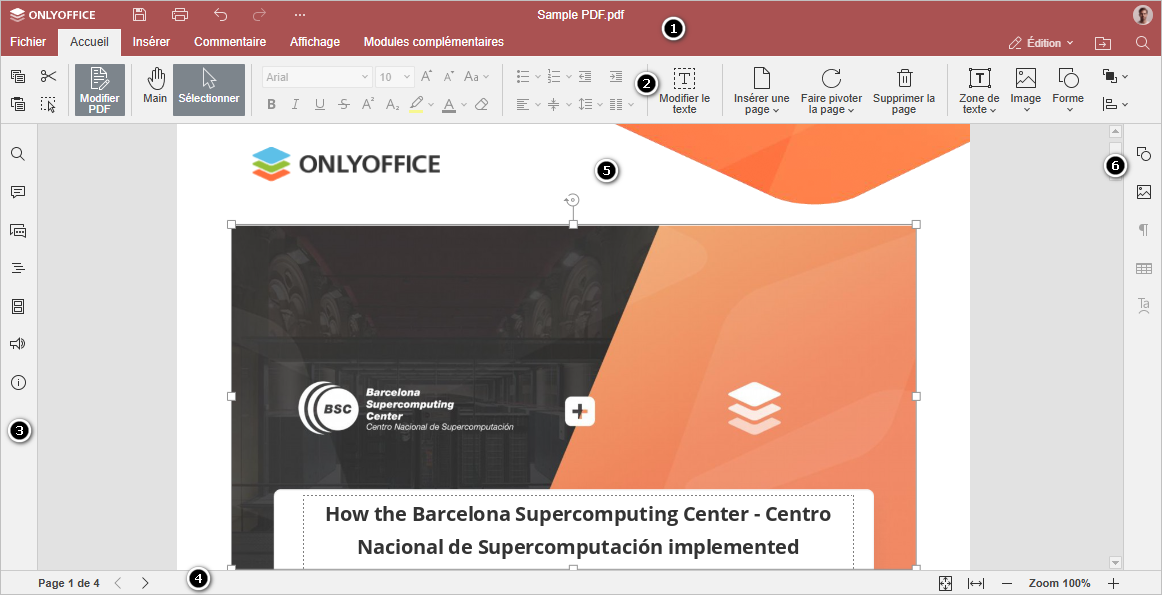 ONLYOFFICE
Sample PDF.pdf
1
Fichier Accueil Insérer Commentaire Affichage Modules complémentaires
Édition
Modifier PDF
Main
Sélectionner
Arial
10
Aa
B I U S A² A₂ A
2
Modifier le texte
Insérer une page
Faire pivoter la page
Supprimer la page
Zone de texte
Image
Forme
ONLYOFFICE
5
6
BSC
Barcelona
Supercomputing
Center
Centro Nacional de Supercomputación
3
How the Barcelona Supercomputing Center - Centro
Nacional de Supercomputación implemented
Page 1 de 4
4
Zoom 100%